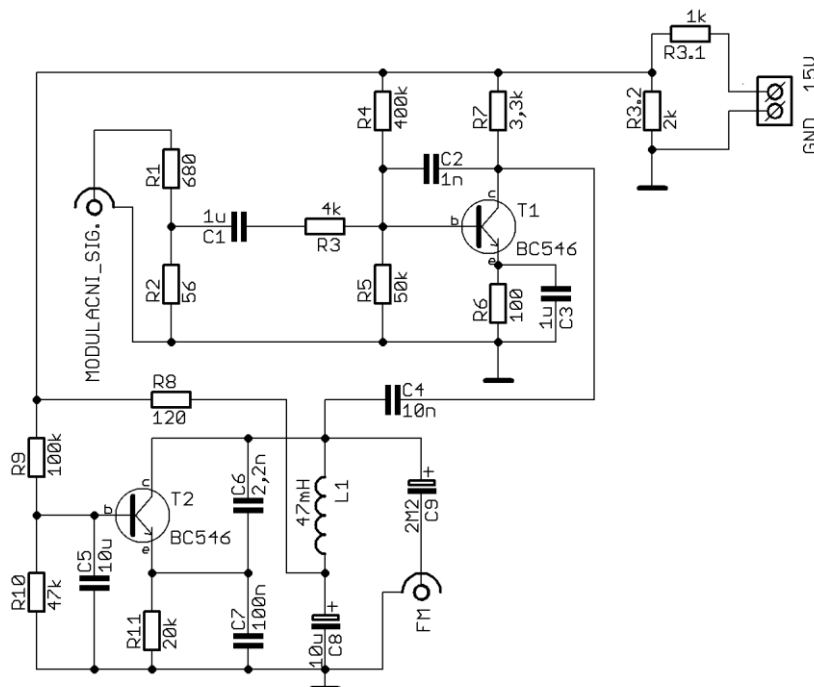 1k
R3.1
GND 15V
R3.2
2k
R4
400k
R7
3,3k
R1
680
C2
1n
c
T1
1u
C1
4k
R3
b
BC546
MODULACNI_SIG.
R2
56
R5
50k
e
R6
100
1u
C3
R8
120
C4
10n
R9
100k
c
T2
C6
2,2n
47mH
L1
+
2M2
C9
b
BC546
C5
10u
e
R10
47k
R11
20k
C7
100n
+
10u
C8
FM